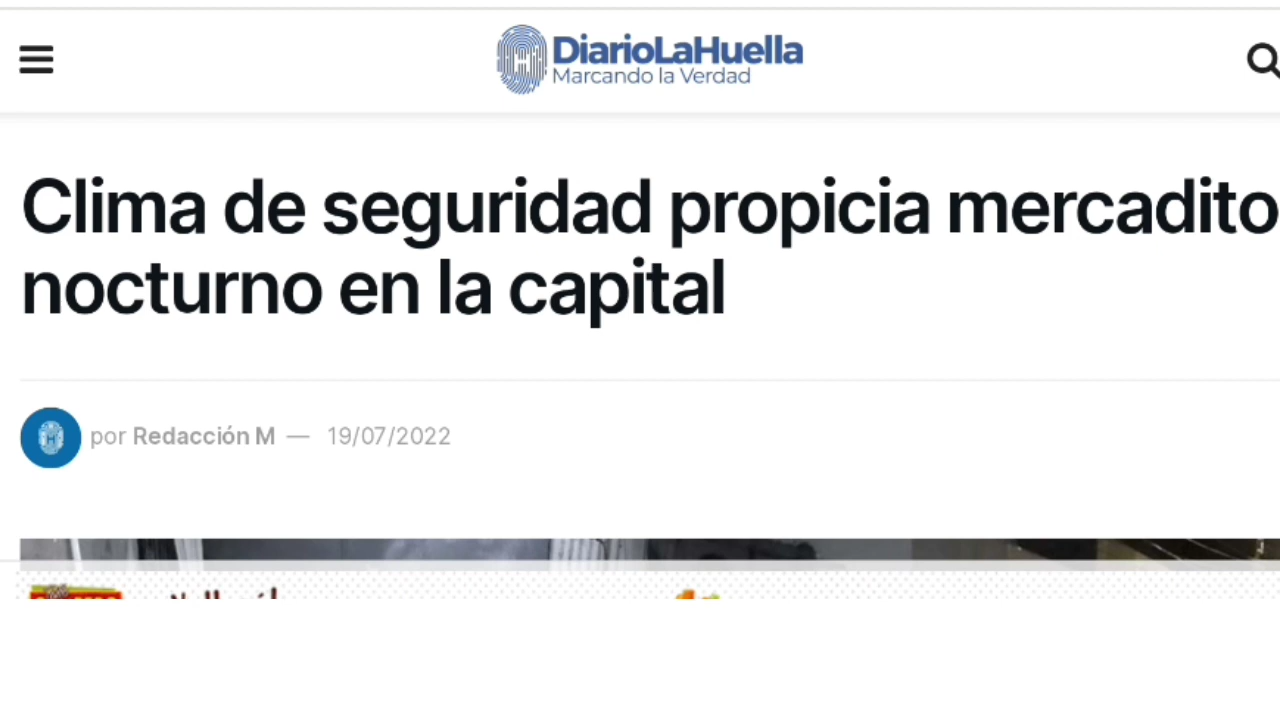 DiarioLaHuella
Marcando la Verdad
Clima de seguridad propicia mercadito
nocturno en la capital
por Redacción M — 19/07/2022